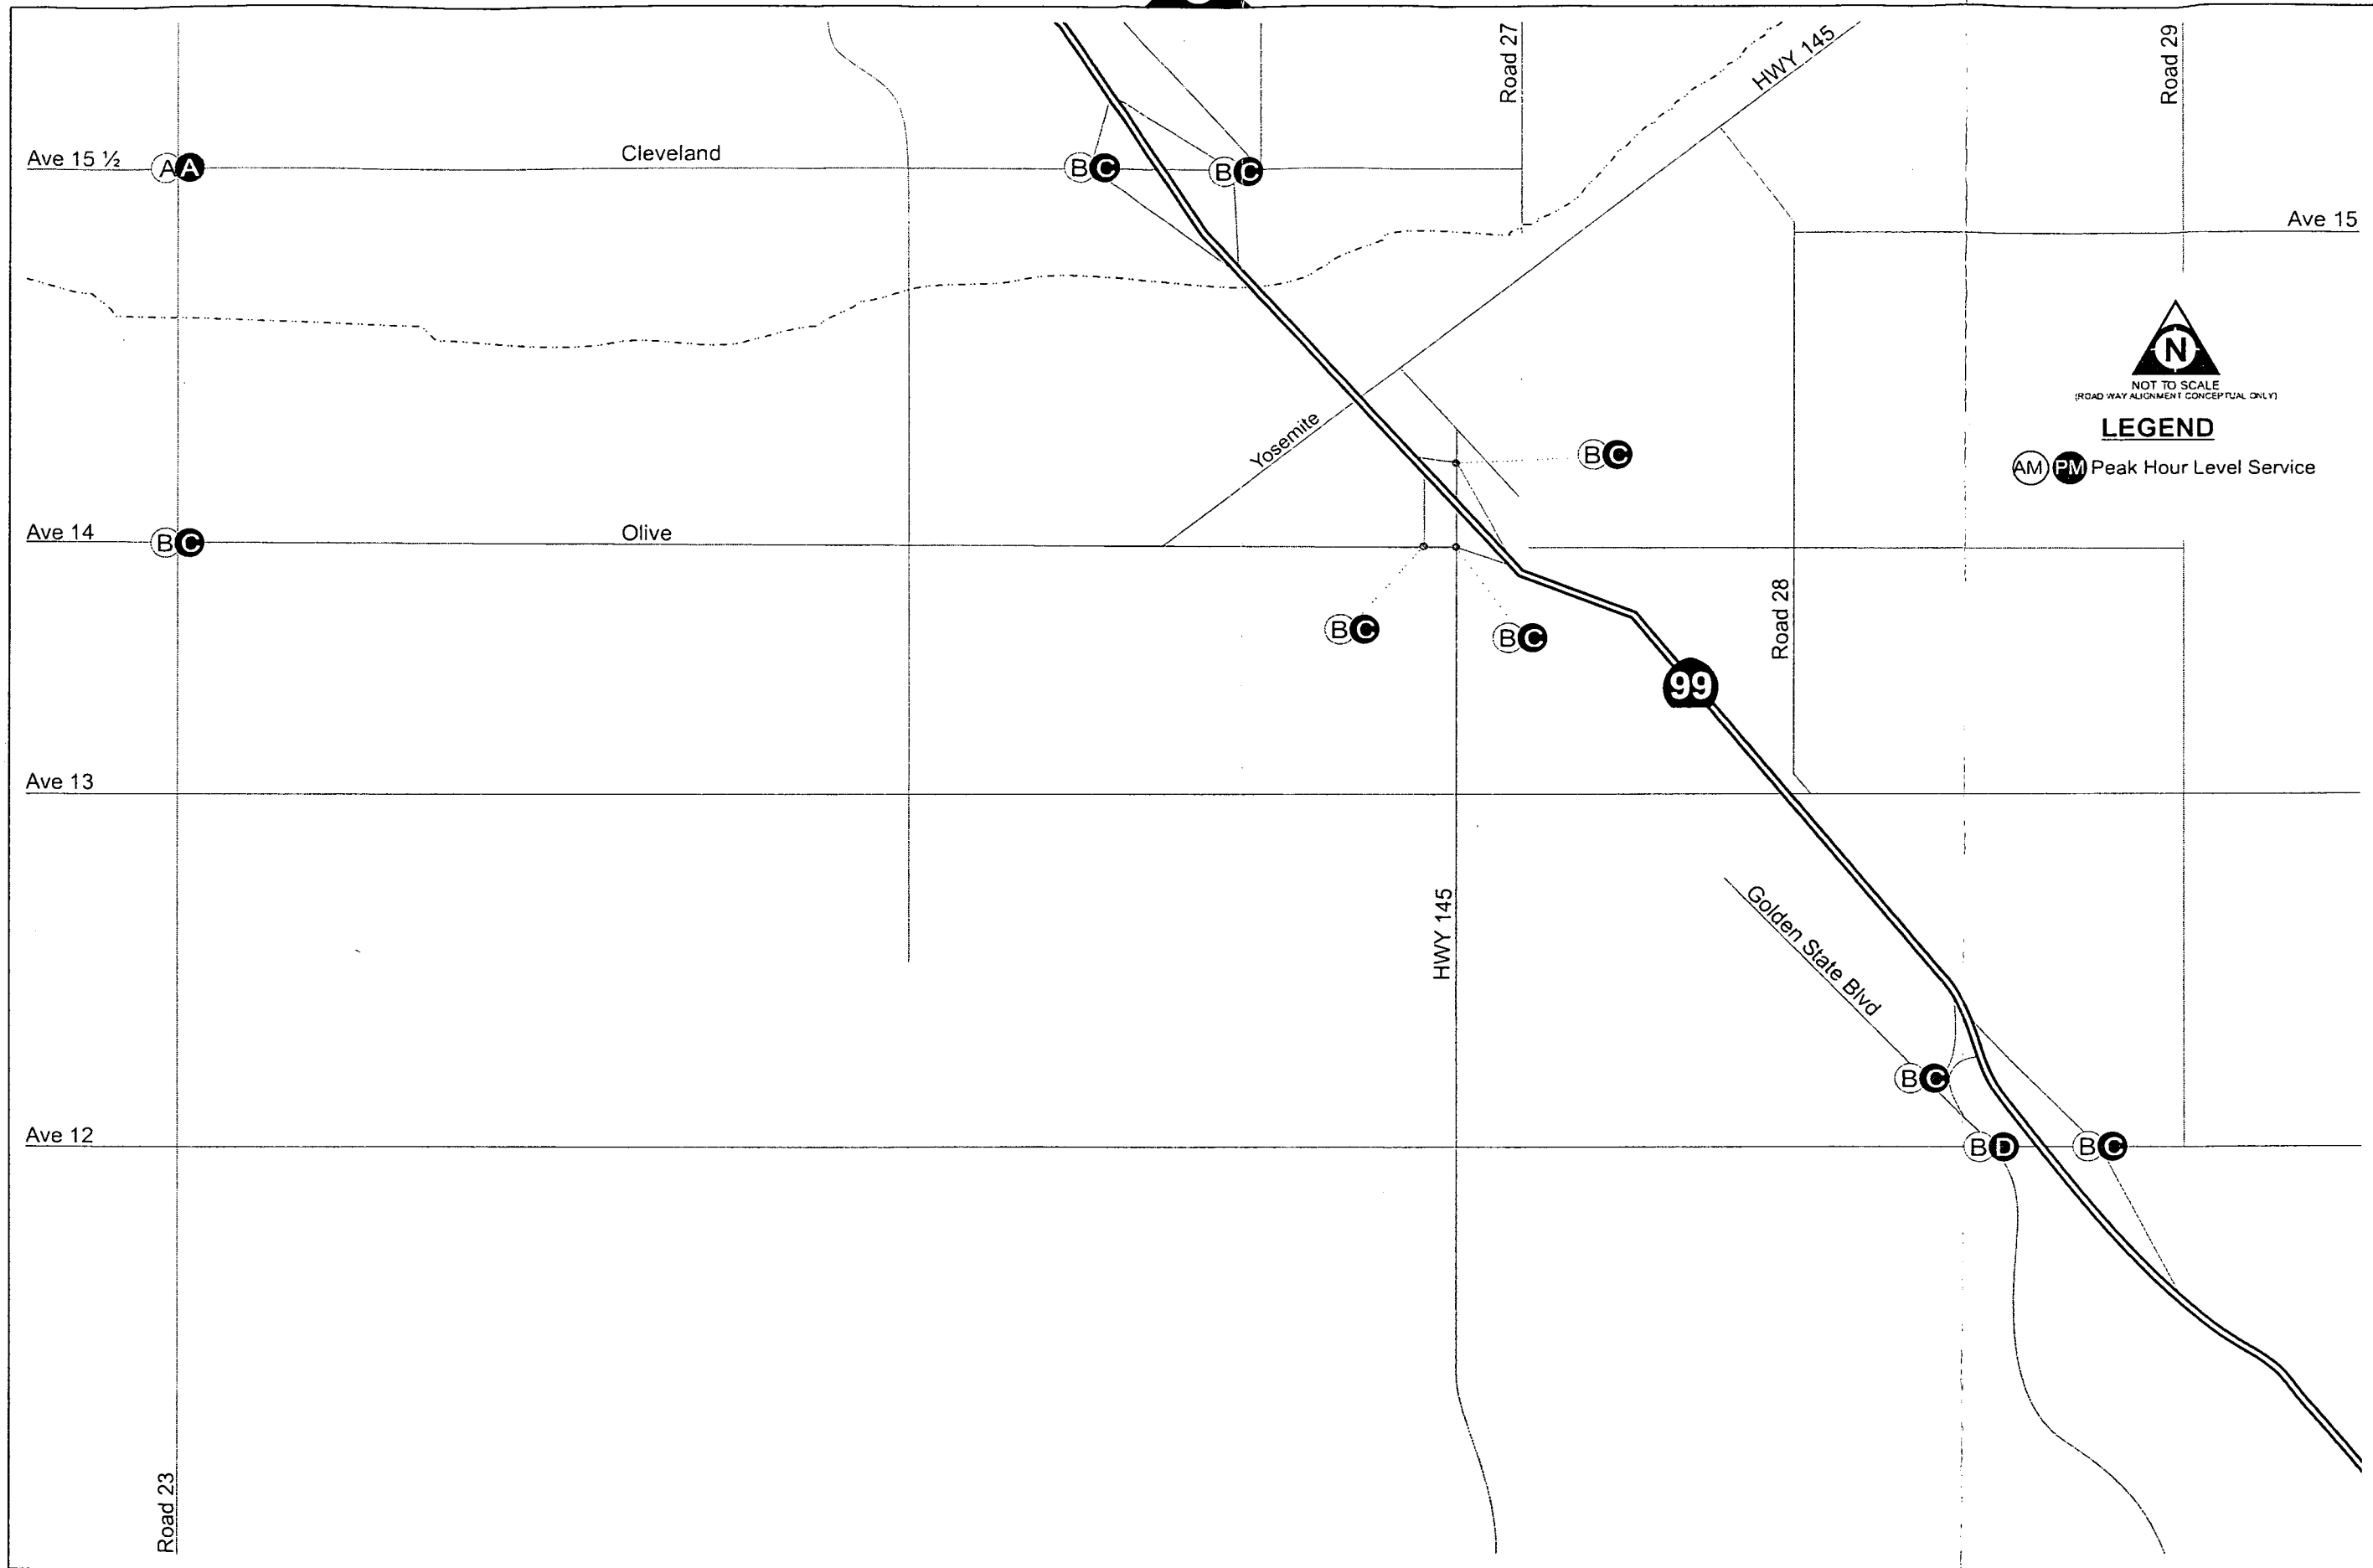 Road 27
HWY 145
Road 29
Ave 15 ½
A A
Cleveland
B C
B C
Ave 15
N
NOT TO SCALE
(ROAD WAY ALIGNMENT CONCEPTUAL ONLY)
LEGEND
AM PM Peak Hour Level Service
Yosemite
B C
Ave 14
B C
Olive
Road 28
B C
B C
99
Ave 13
HWY 145
Golden State Blvd
B C
Ave 12
B D
B C
Road 23